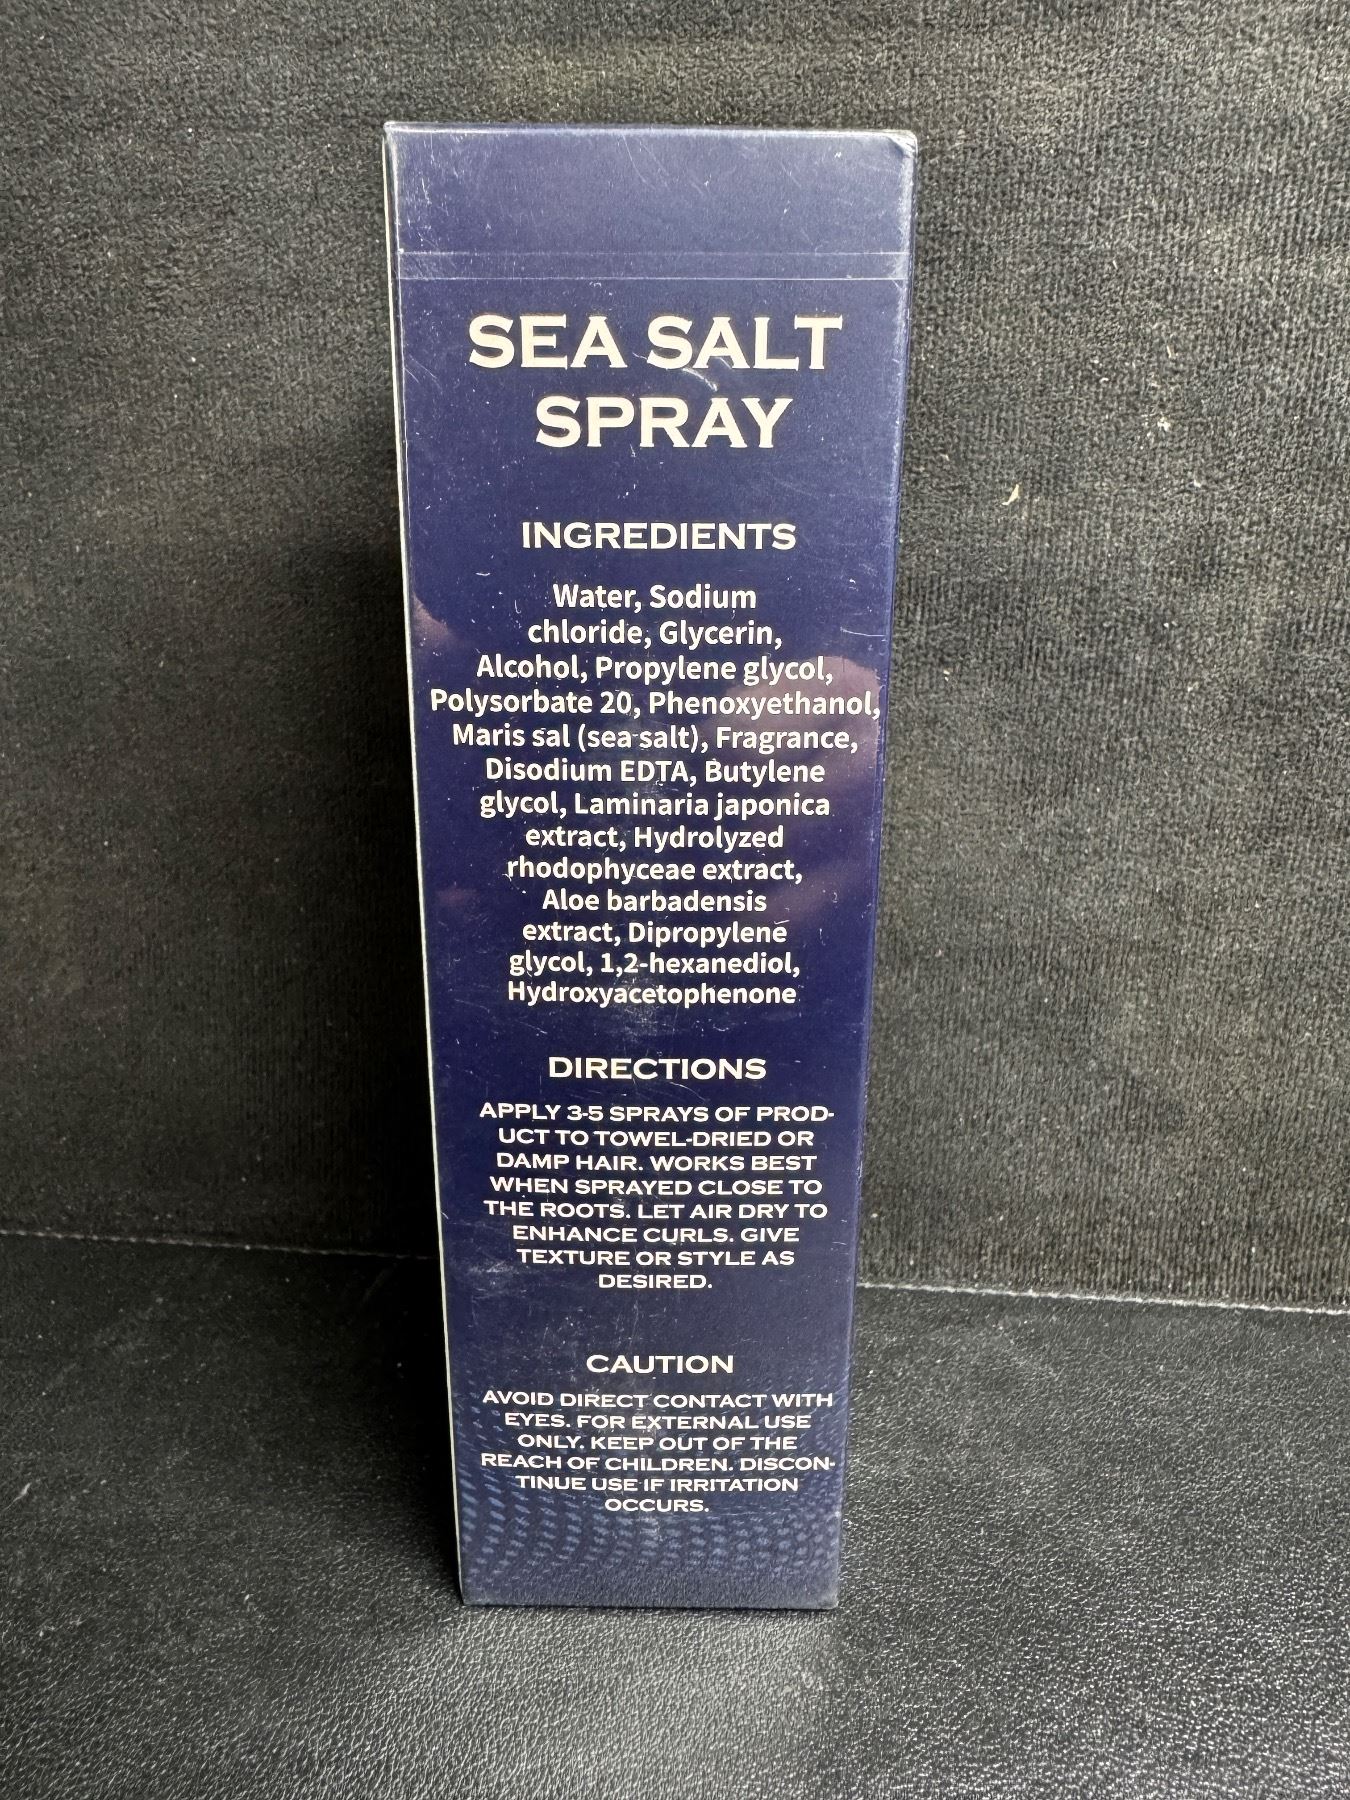 SEA SALT
SPRAY
INGREDIENTS
Water, Sodium
chloride, Glycerin,
Alcohol, Propylene glycol,
Polysorbate 20, Phenoxyethanol,
Maris sal (sea salt), Fragrance,
Disodium EDTA, Butylene
glycol, Laminaria japonica
extract, Hydrolyzed
rhodophyceae extract,
Aloe barbadensis
extract, Dipropylene
glycol, 1,2-hexanediol,
Hydroxyacetophenone
DIRECTIONS
APPLY 3-5 SPRAYS OF PROD-
UCT TO TOWEL-DRIED OR
DAMP HAIR. WORKS BEST
WHEN SPRAYED CLOSE TO
THE ROOTS. LET AIR DRY TO
ENHANCE CURLS. GIVE
TEXTURE OR STYLE AS
DESIRED.
CAUTION
AVOID DIRECT CONTACT WITH
EYES. FOR EXTERNAL USE
ONLY. KEEP OUT OF THE
REACH OF CHILDREN. DISCON-
TINUE USE IF IRRITATION
OCCURS.